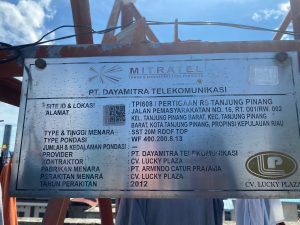 MITRATEL
PT. DAYAMITRA TELEKOMUNIKASI
SITE ID & LOKASI : TPI608 / PERTIGAAN RS TANJUNG PINANG
ALAMAT : JALAN PEMASYARAKATAN NO. 16, RT. 001/RW. 002
KEL. TANJUNG PINANG BARAT, KEC. TANJUNG PINANG
BARAT, KOTA TANJUNG PINANG, PROPINSI KEPULAUAN RIAU
TYPE & TINGGI MENARA : SST 20M ROOF TOP
TYPE PONDASI : WF 400.200.8.13
JUMLAH & KEDALAMAN PONDASI : -
PROVIDER : PT. DAYAMITRA TELEKOMUNIKASI
KONTRAKTOR : CV. LUCKY PLAZA
PABRIKAN MENARA : PT. ARMINDO CATUR PRATAMA
PERAKITAN MENARA : CV. LUCKY PLAZA
TAHUN PERAKITAN : 2012
CV. LUCKY PLAZA